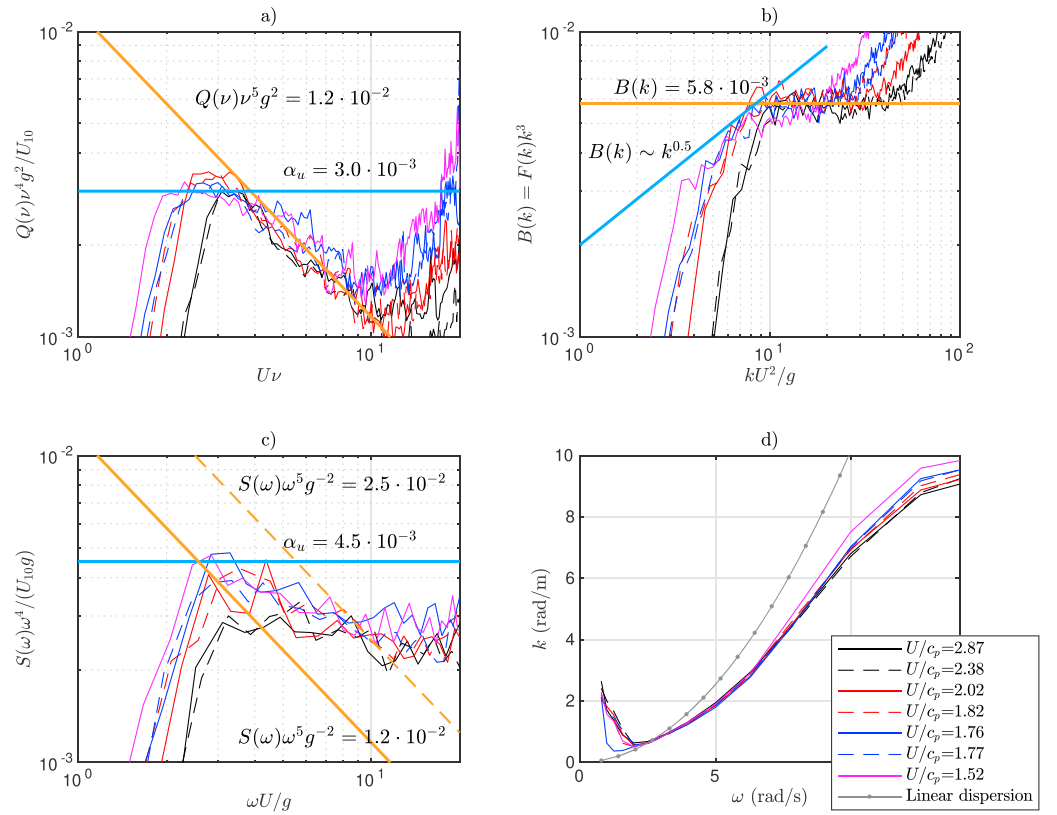 a)
10^{-2}
Q(ν)ν^5g^2 = 1.2 · 10^{-2}
α_u = 3.0 · 10^{-3}
Q(ν)ν^4g^2/U_{10}
10^{-3}
10^0
10^1
Uν
b)
10^{-2}
B(k) = 5.8 · 10^{-3}
B(k) ∼ k^{0.5}
B(k) = F(k)k^3
10^{-3}
10^0
10^1
10^2
kU^2/g
c)
10^{-2}
S(ω)ω^5g^{-2} = 2.5 · 10^{-2}
α_u = 4.5 · 10^{-3}
S(ω)ω^4/(U_{10}g)
S(ω)ω^5g^{-2} = 1.2 · 10^{-2}
10^{-3}
10^0
10^1
ωU/g
d)
10
8
6
4
2
0
k (rad/m)
0
5
ω (rad/s)
U/c_p=2.87
U/c_p=2.38
U/c_p=2.02
U/c_p=1.82
U/c_p=1.76
U/c_p=1.77
U/c_p=1.52
Linear dispersion